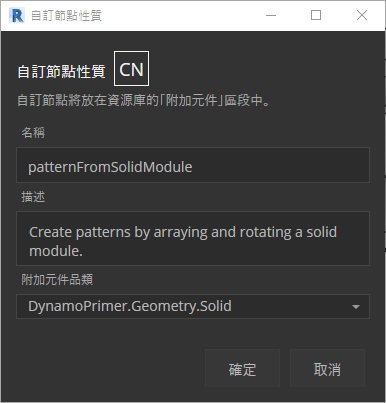 自訂節點性質
自訂節點性質 CN
自訂節點將放在資源庫的「附加元件」區段中。
名稱
patternFromSolidModule
描述
Create patterns by arraying and rotating a solid
module.
附加元件品類
DynamoPrimer.Geometry.Solid
確定 取消